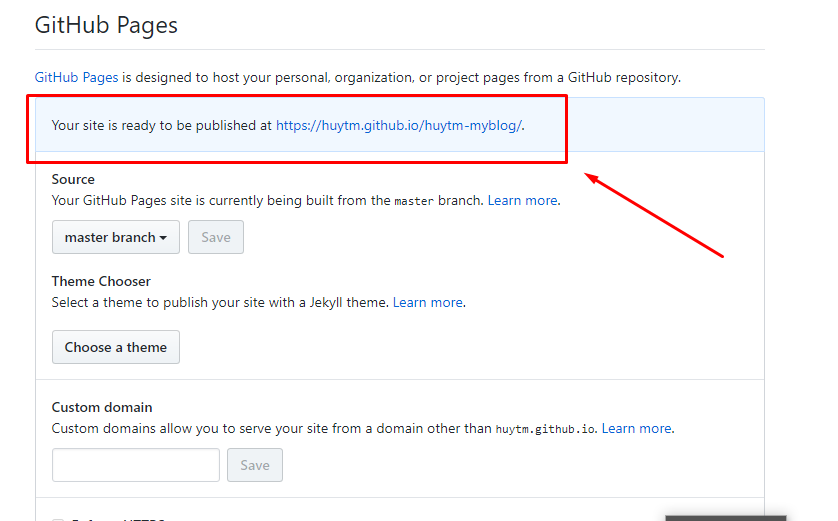 GitHub Pages
GitHub Pages is designed to host your personal, organization, or project pages from a GitHub repository.
Your site is ready to be published at https://huytm.github.io/huytm-myblog/.
Source
Your GitHub Pages site is currently being built from the master branch. Learn more.
master branch
Save
Theme Chooser
Select a theme to publish your site with a Jekyll theme. Learn more.
Choose a theme
Custom domain
Custom domains allow you to serve your site from a domain other than huytm.github.io. Learn more.
Save